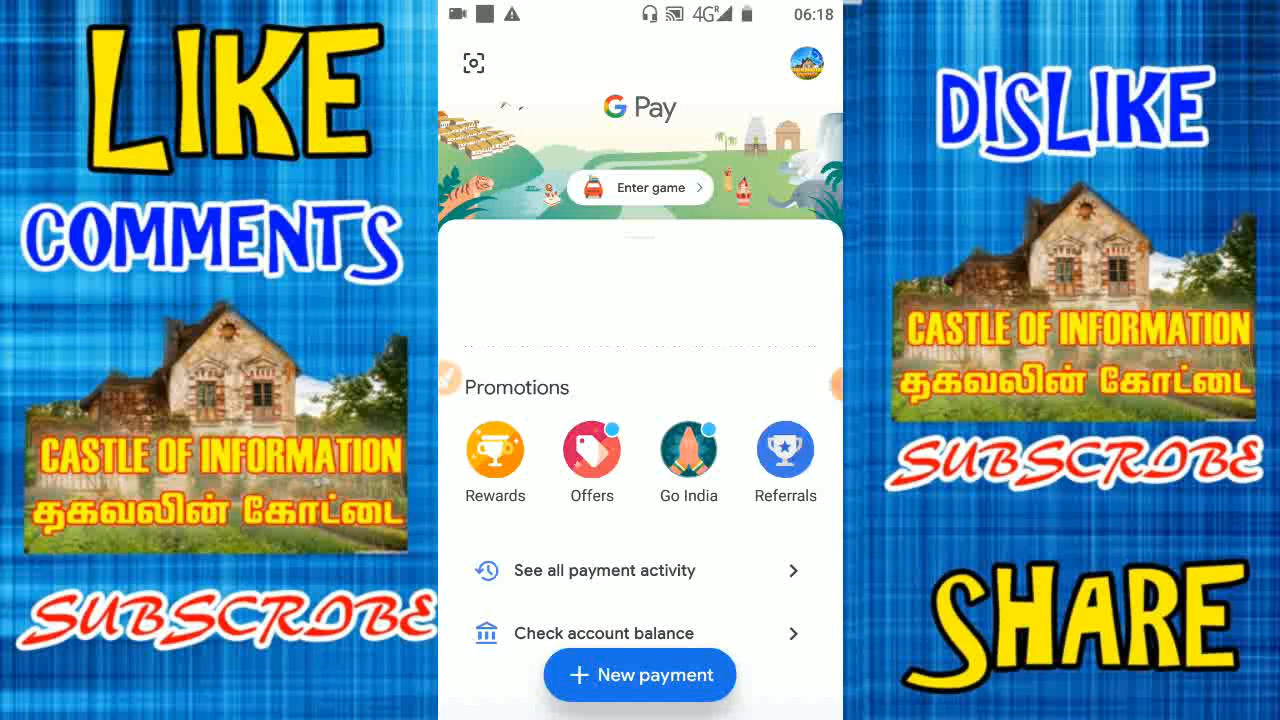 LIKE
COMMENTS
CASTLE OF INFORMATION
தகவலின் கோட்டை
SUBSCRIBE
4G R
06:18
G Pay
Enter game
Promotions
Rewards
Offers
Go India
Referrals
See all payment activity
Check account balance
+ New payment
DISLIKE
CASTLE OF INFORMATION
தகவலின் கோட்டை
SUBSCRIBE
SHARE